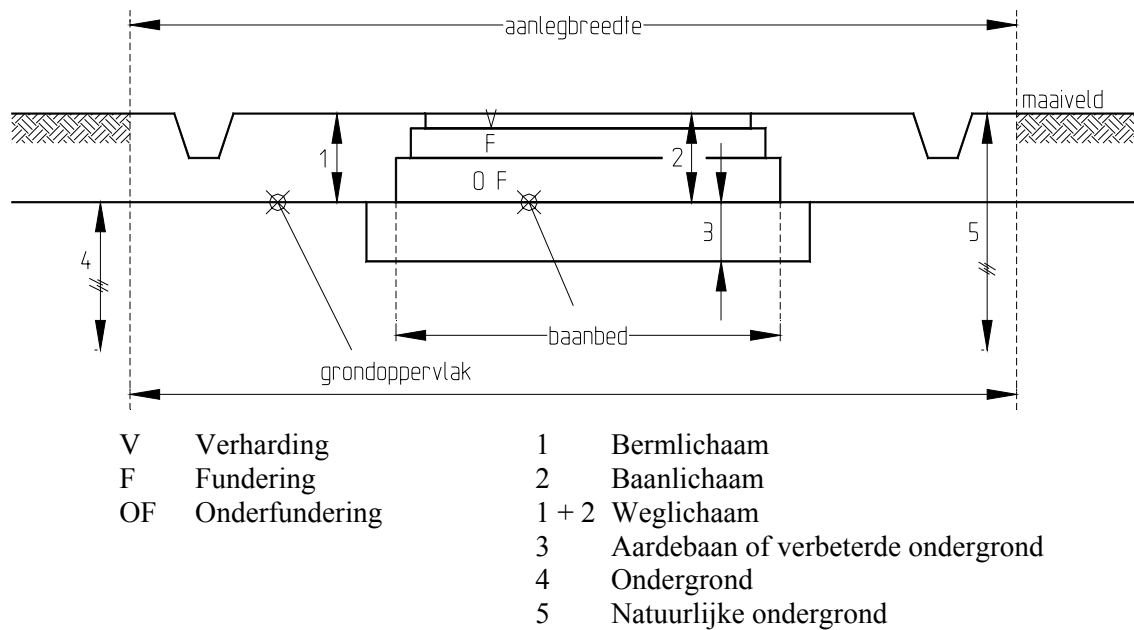 aanlegbreedte
maaiveld
V
1
F
2
O F
4
3
5
baanbed
grondoppervlak
V Verharding 1 Bermlichaam
F Fundering 2 Baanlichaam
OF Onderfundering 1 + 2 Weglichaam
3 Aardebaan of verbeterde ondergrond
4 Ondergrond
5 Natuurlijke ondergrond